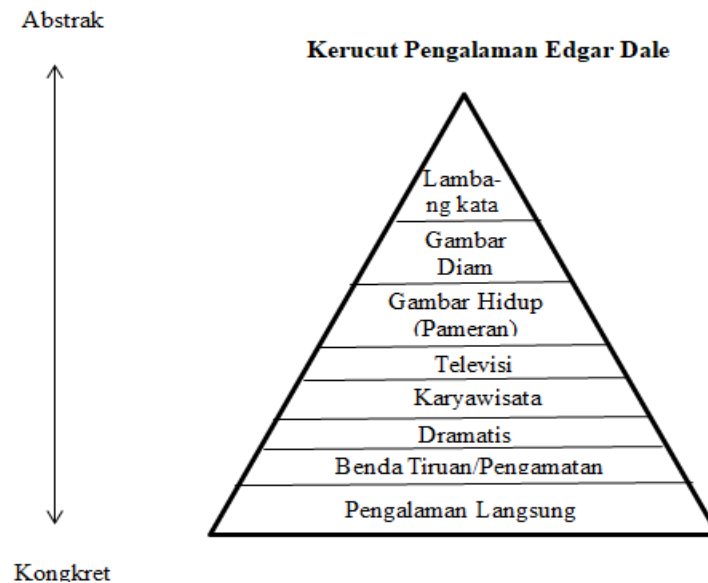 Abstrak
Kerucut Pengalaman Edgar Dale
Lamba-
ng kata
Gambar
Diam
Gambar Hidup
(Pameran)
Televisi
Karyawisata
Dramatis
Benda Tiruan/Pengamatan
Pengalaman Langsung
Kongkret